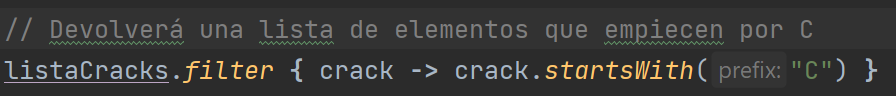 // Devolverá una lista de elementos que empiecen por C
listaCracks.filter { crack -> crack.startsWith( prefix: "C") }